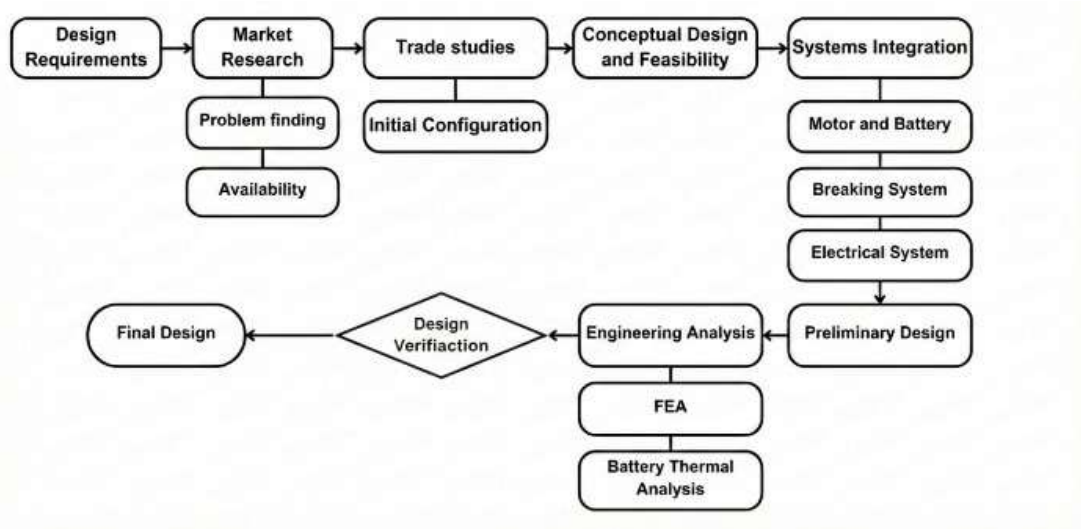 Design
Requirements
Market
Research
Trade studies
Conceptual Design
and Feasibility
Systems Integration
Problem finding
Availability
Initial Configuration
Motor and Battery
Breaking System
Electrical System
Preliminary Design
Engineering Analysis
FEA
Battery Thermal
Analysis
Design
Verifiaction
Final Design